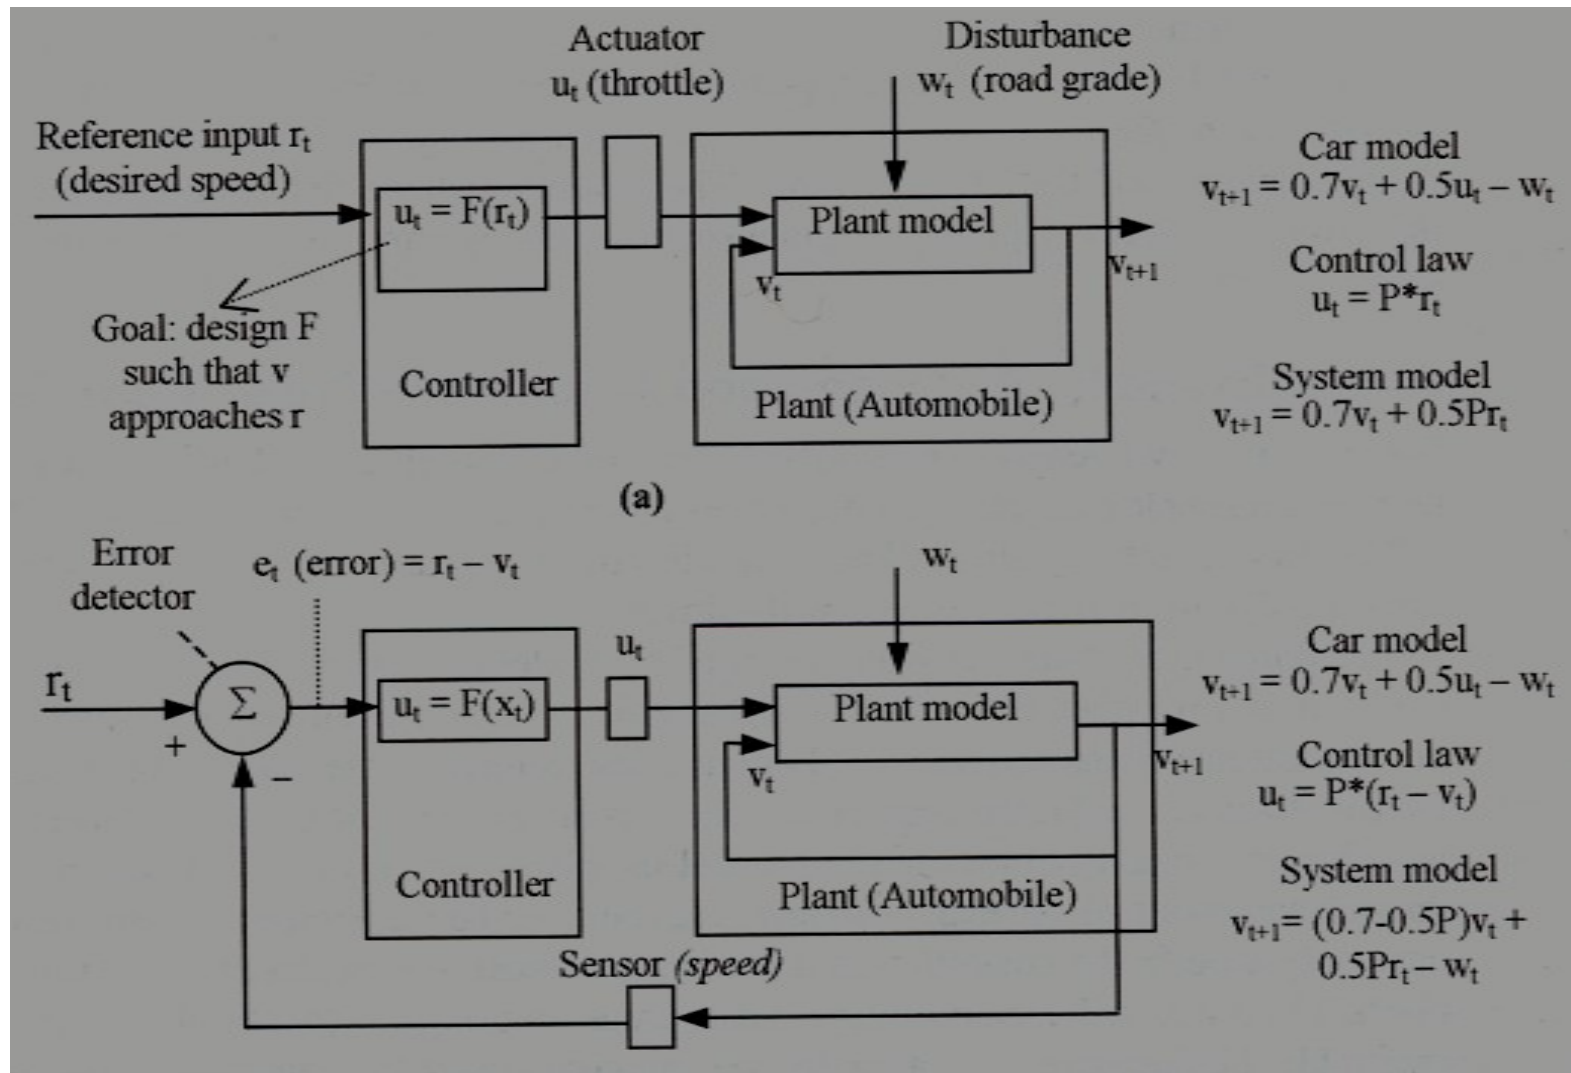 Actuator
uₜ (throttle)
Disturbance
wₜ (road grade)
Reference input rₜ
(desired speed)
uₜ = F(rₜ)
Plant model
vₜ
vₜ₊₁
Goal: design F
such that v
approaches r
Controller
Plant (Automobile)
Car model
vₜ₊₁ = 0.7vₜ + 0.5uₜ – wₜ
Control law
uₜ = P*rₜ
System model
vₜ₊₁ = 0.7vₜ + 0.5Prₜ
(a)
Error
detector
eₜ (error) = rₜ – vₜ
wₜ
rₜ
Σ
+
–
uₜ = F(xₜ)
uₜ
Plant model
vₜ
vₜ₊₁
Controller
Plant (Automobile)
Sensor (speed)
Car model
vₜ₊₁ = 0.7vₜ + 0.5uₜ – wₜ
Control law
uₜ = P*(rₜ – vₜ)
System model
vₜ₊₁= (0.7-0.5P)vₜ +
0.5Prₜ – wₜ